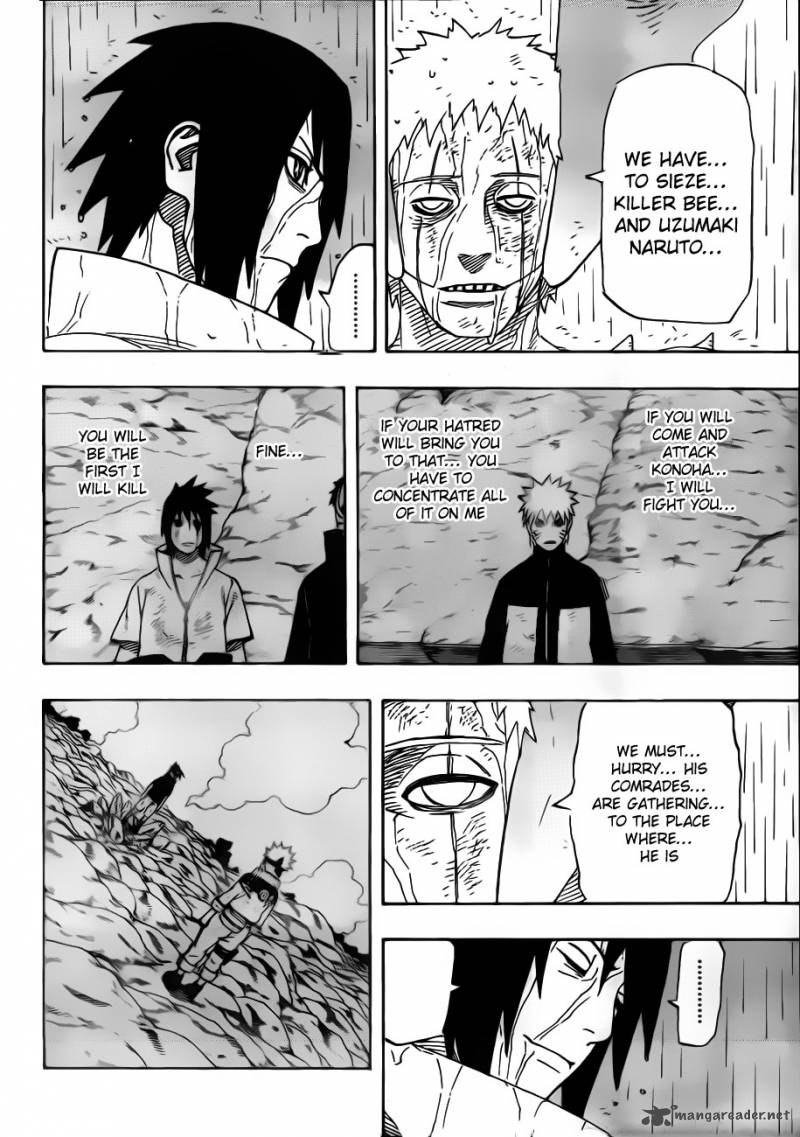 WE HAVE...
TO SIEZE...
KILLER BEE...
AND UZUMAKI
NARUTO...
.........
IF YOU WILL
COME AND
ATTACK
KONOHA...
I WILL
FIGHT YOU...
IF YOUR HATRED
WILL BRING YOU
TO THAT... YOU
HAVE TO
CONCENTRATE ALL
OF IT ON ME
FINE...
YOU WILL
BE THE
FIRST I
WILL KILL
WE MUST...
HURRY... HIS
COMRADES...
ARE GATHERING...
TO THE PLACE
WHERE...
HE IS
.........
mangareader.net